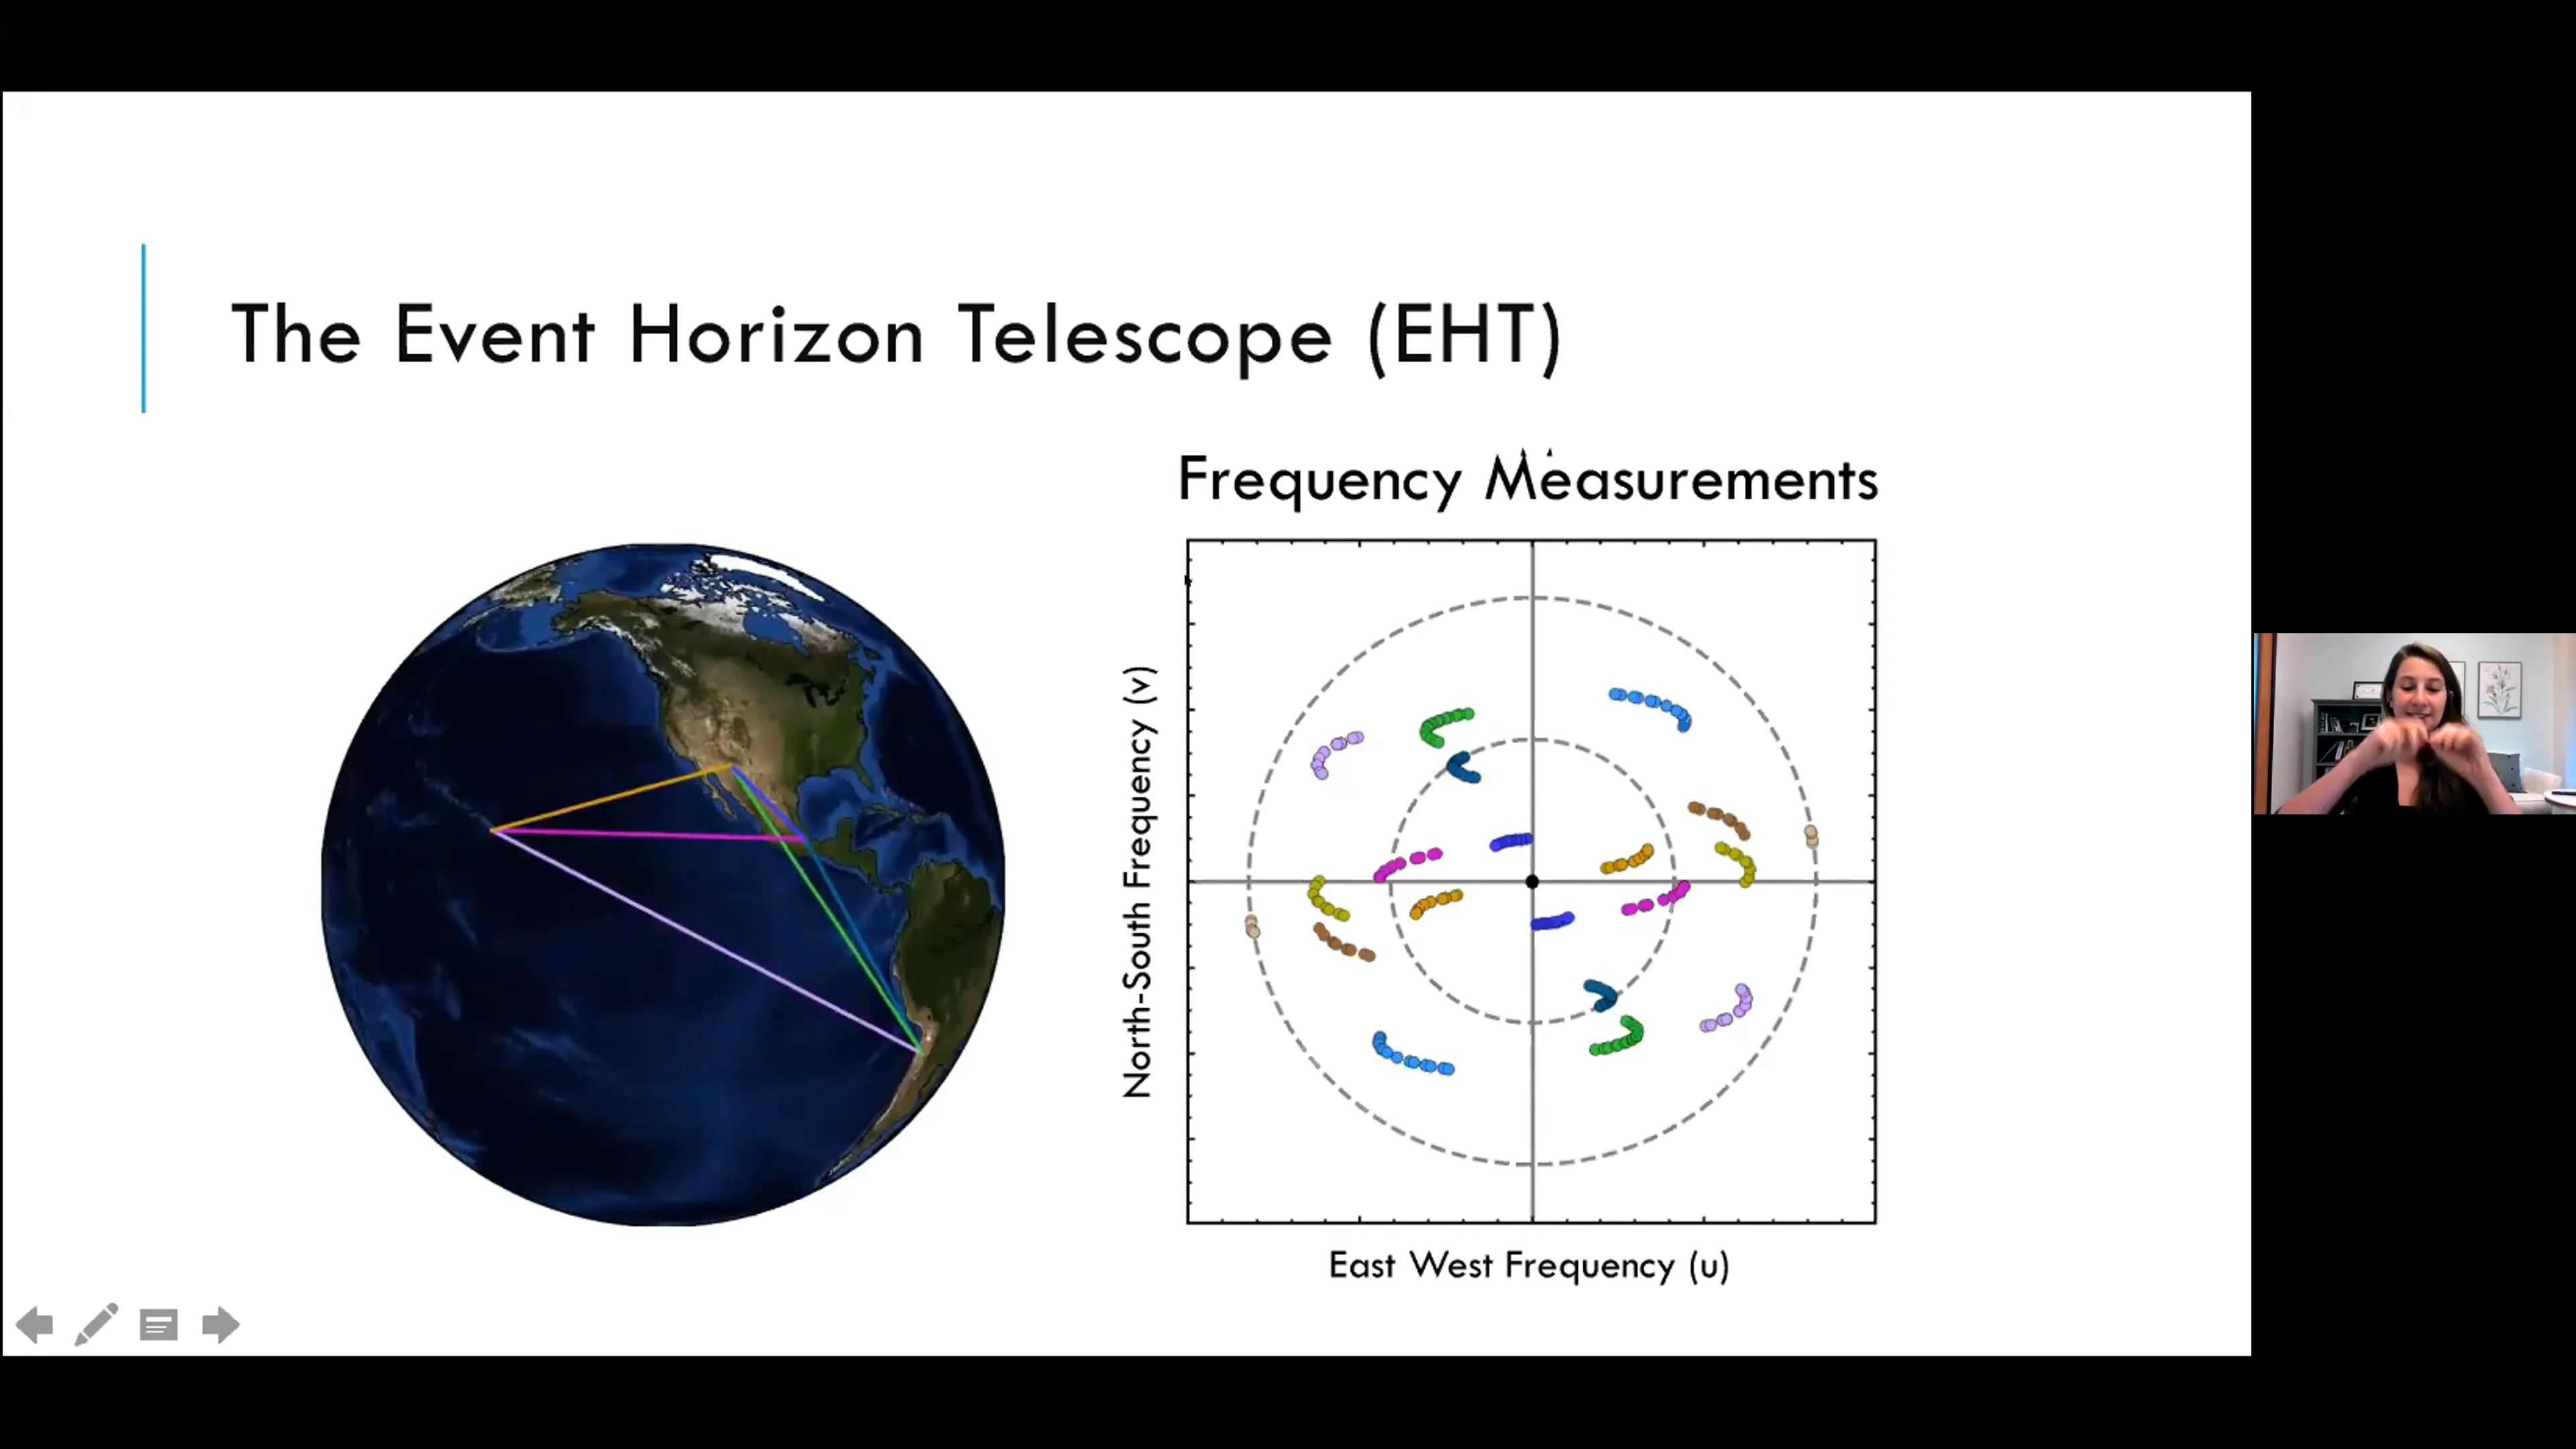 The Event Horizon Telescope (EHT)
Frequency Measurements
North-South Frequency (v)
East West Frequency (u)